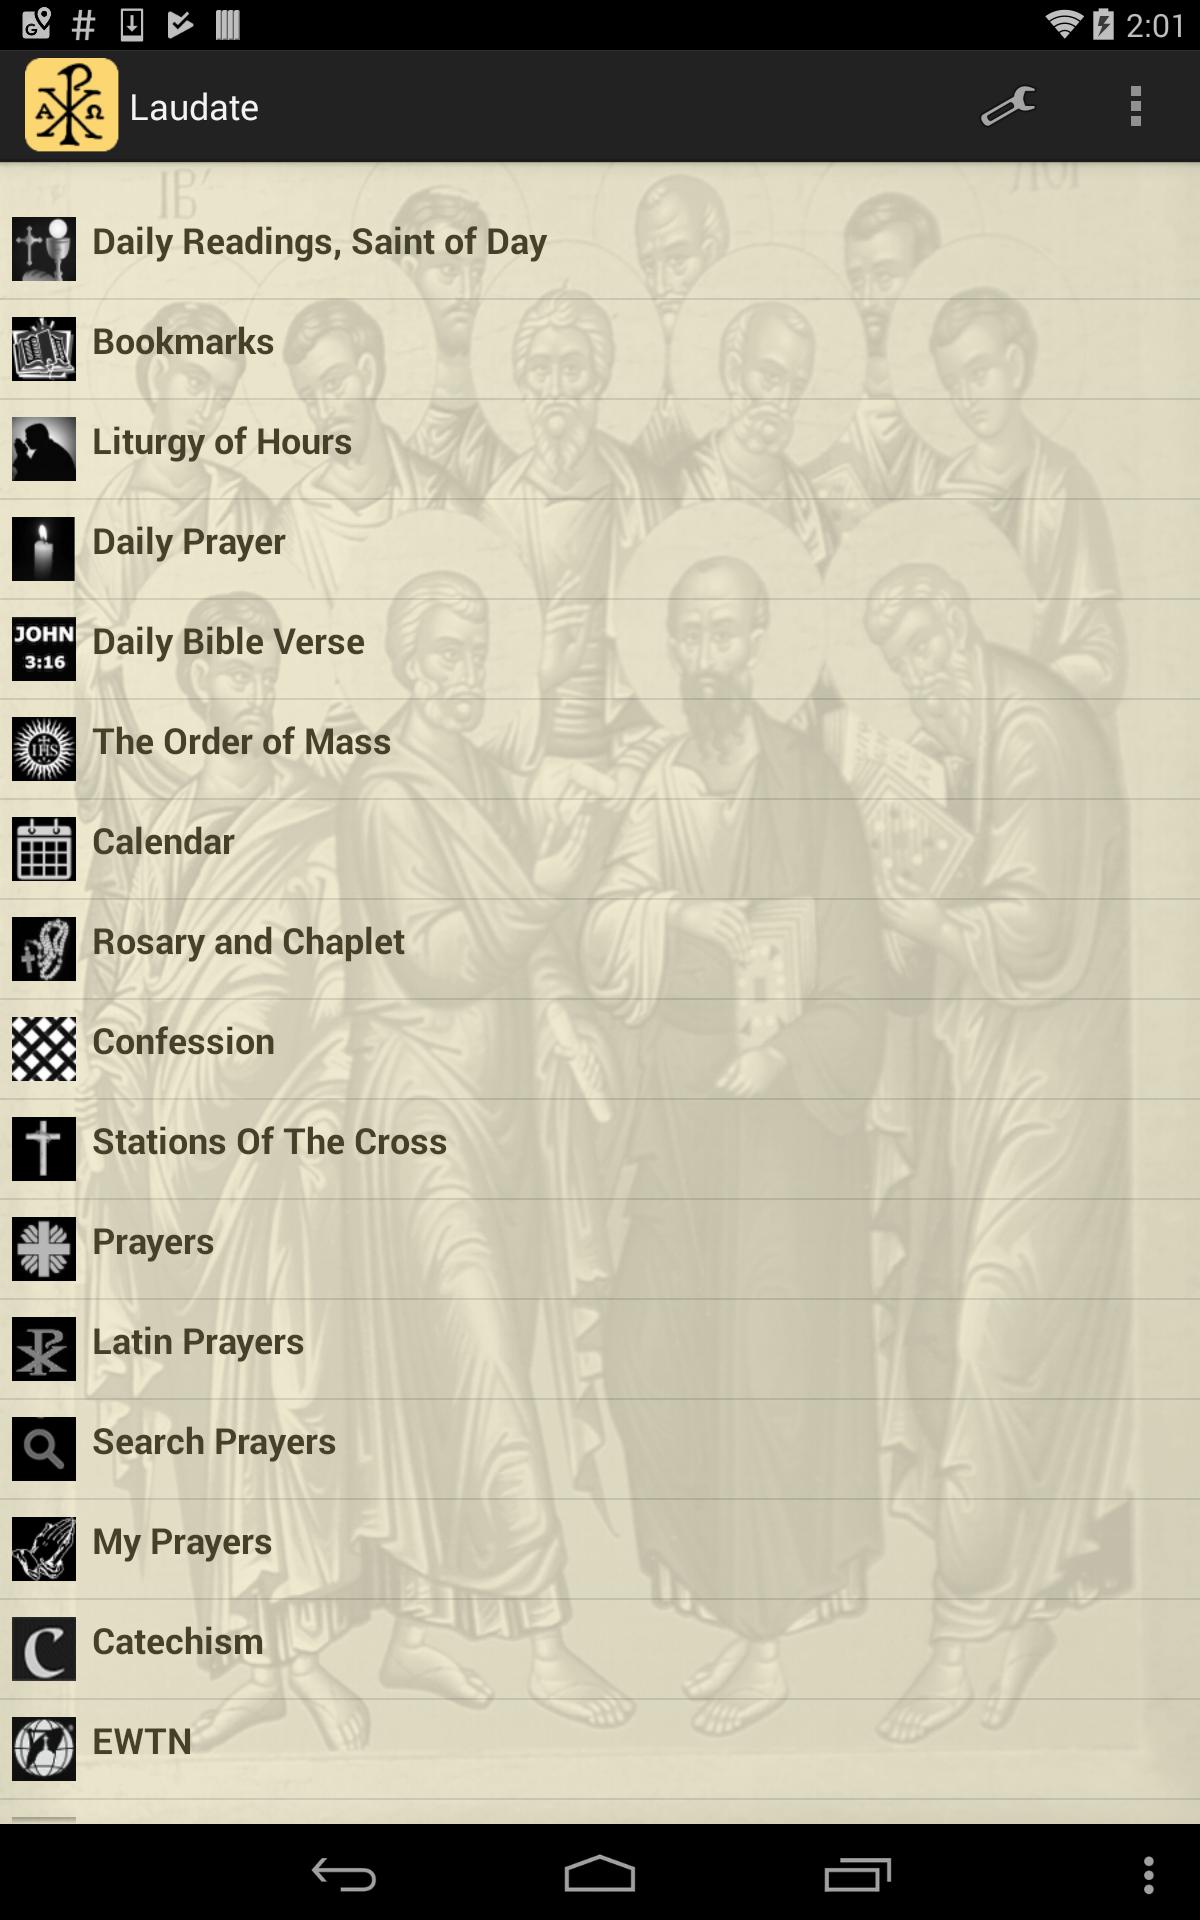 2:01
Laudate
Daily Readings, Saint of Day
Bookmarks
Liturgy of Hours
Daily Prayer
JOHN
3:16
Daily Bible Verse
The Order of Mass
Calendar
Rosary and Chaplet
Confession
Stations Of The Cross
Prayers
Latin Prayers
Search Prayers
My Prayers
Catechism
EWTN